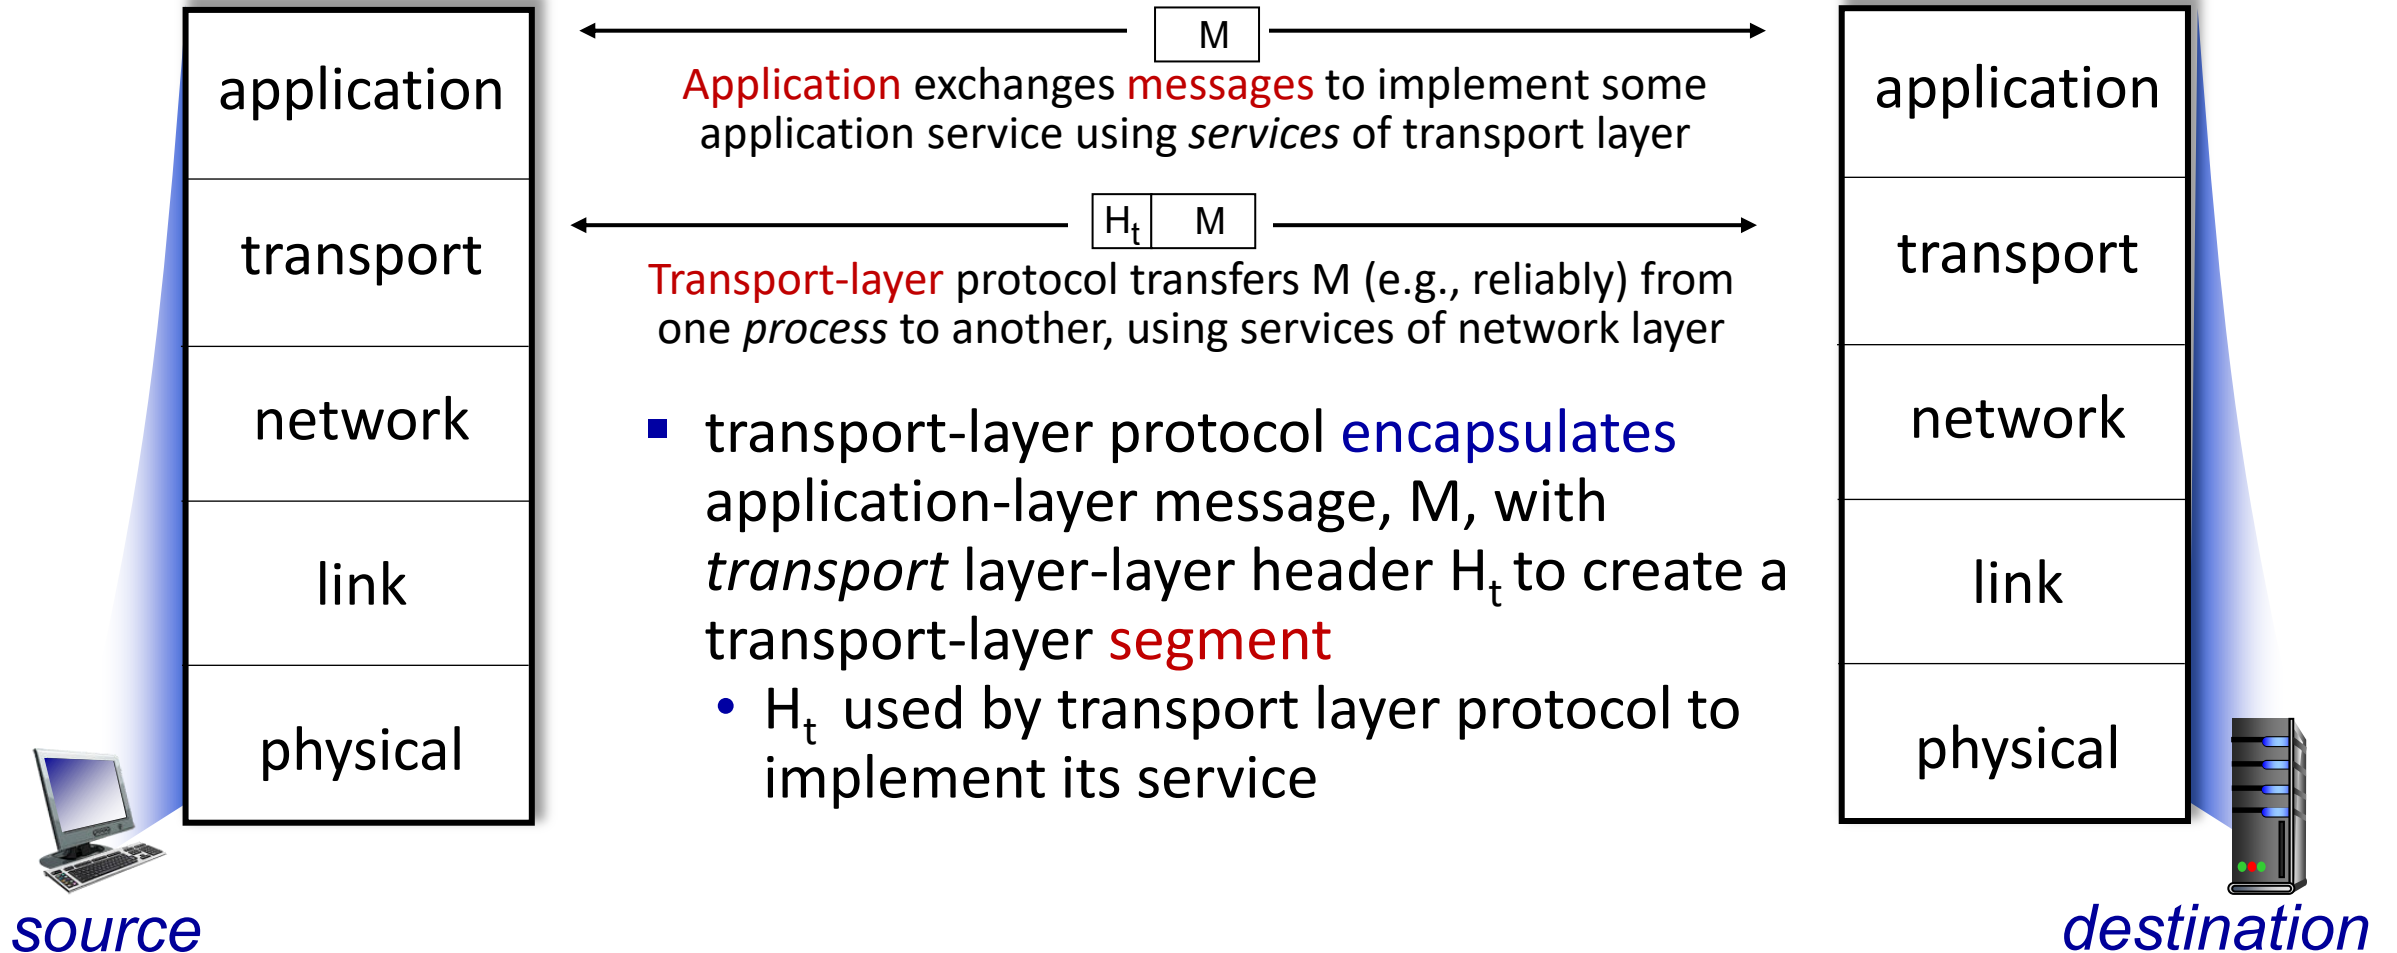 application
transport
network
link
physical
source
M
Application exchanges messages to implement some
application service using services of transport layer
Ht M
Transport-layer protocol transfers M (e.g., reliably) from
one process to another, using services of network layer
▪ transport-layer protocol encapsulates
application-layer message, M, with
transport layer-layer header Ht to create a
transport-layer segment
• Ht used by transport layer protocol to
implement its service
application
transport
network
link
physical
destination